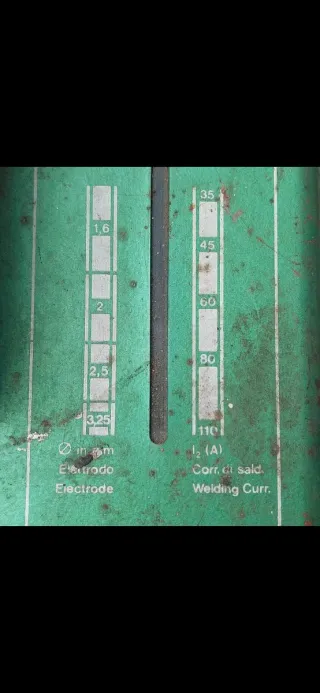 1,6
2
2,5
3,25
Ø in mm
Elettrodo
Electrode
35
45
60
80
110
I2 (A)
Corr. di sald.
Welding Curr.